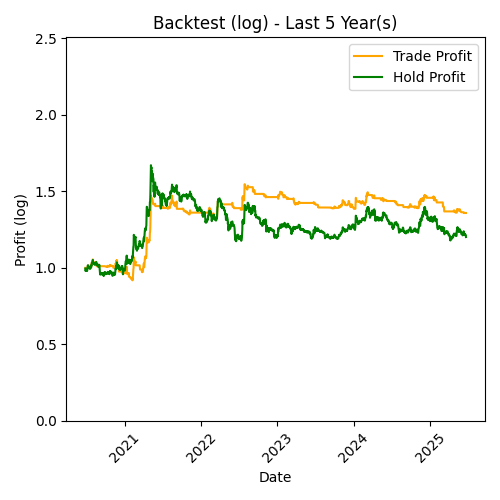 Backtest (log) - Last 5 Year(s)
Trade Profit
Hold Profit
Profit (log)
2.5
2.0
1.5
1.0
0.5
0.0
2021
2022
2023
2024
2025
Date